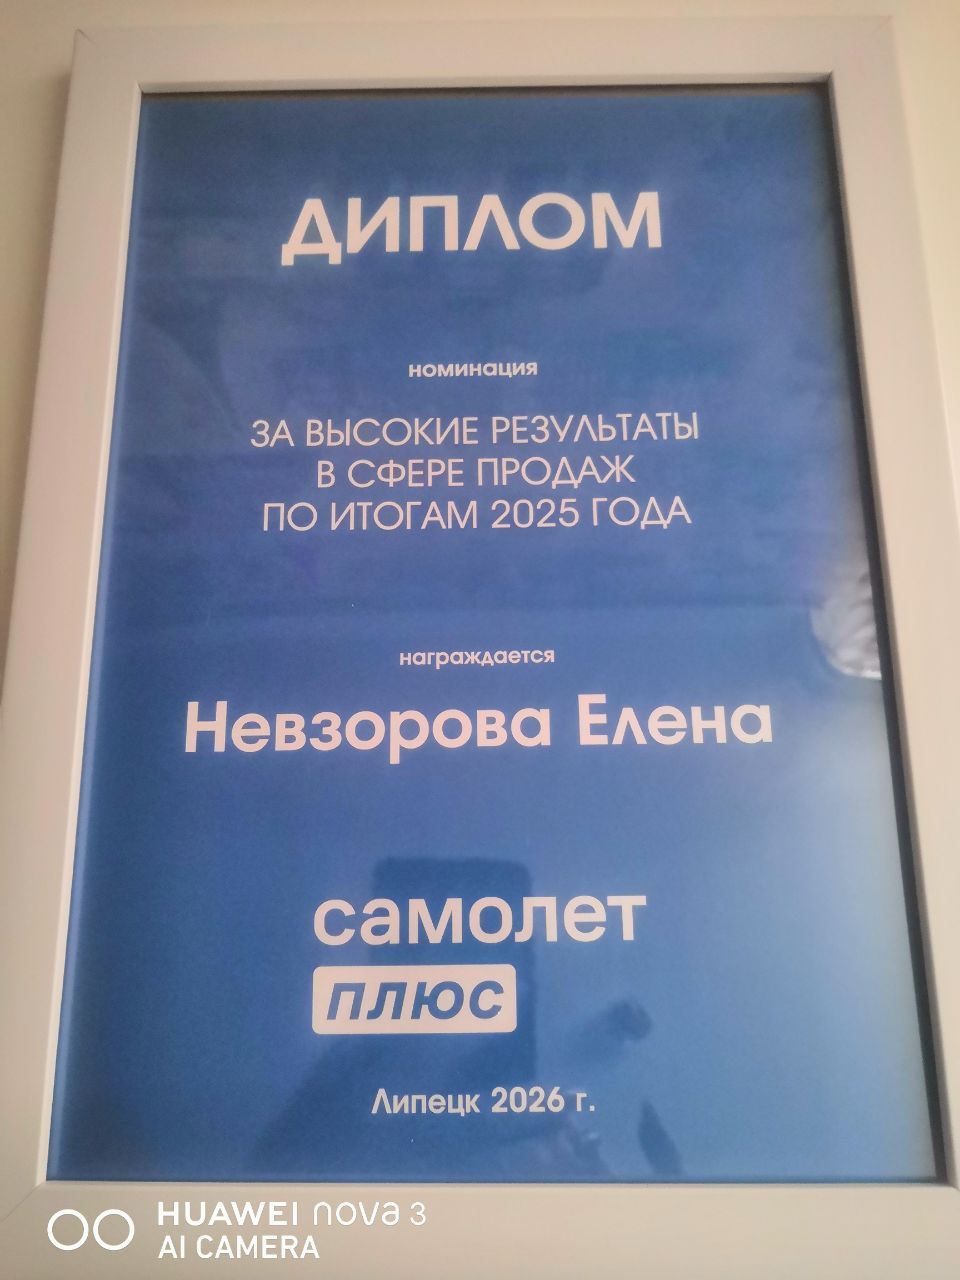 ДИПЛОМ
номинация
ЗА ВЫСОКИЕ РЕЗУЛЬТАТЫ
В СФЕРЕ ПРОДАЖ
ПО ИТОГАМ 2025 ГОДА
награждается
Невзорова Елена
самолет
плюс
Липецк 2026 г.
HUAWEI nova 3
AI CAMERA